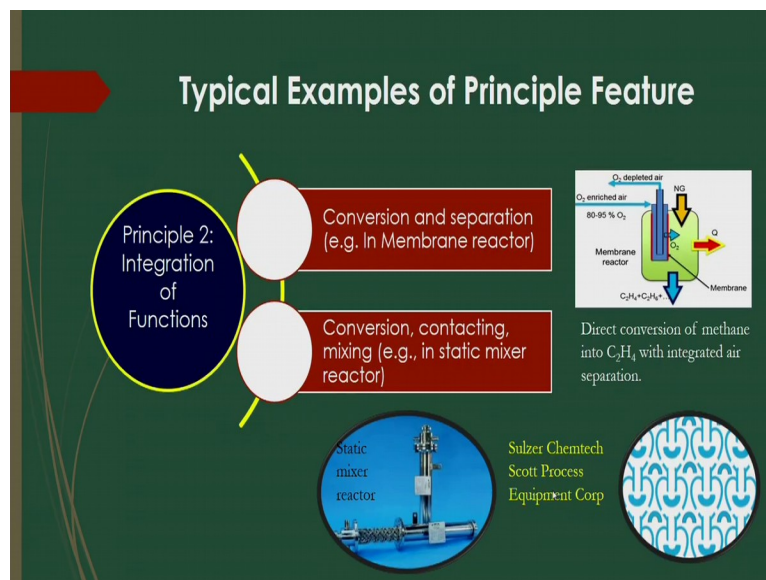 Typical Examples of Principle Feature
Principle 2:
Integration
of
Functions
Conversion and separation
(e.g. In Membrane reactor)
Conversion, contacting,
mixing (e.g., in static mixer
reactor)
O₂ depleted air
NG
O₂ enriched air
80-95 % O₂
Q
O₂
Membrane
reactor
Membrane
C₂H₄+C₂H₆+...
Direct conversion of methane
into C₂H₄ with integrated air
separation.
Static
mixer
reactor
Sulzer Chemtech
Scott Process
Equipment Corp